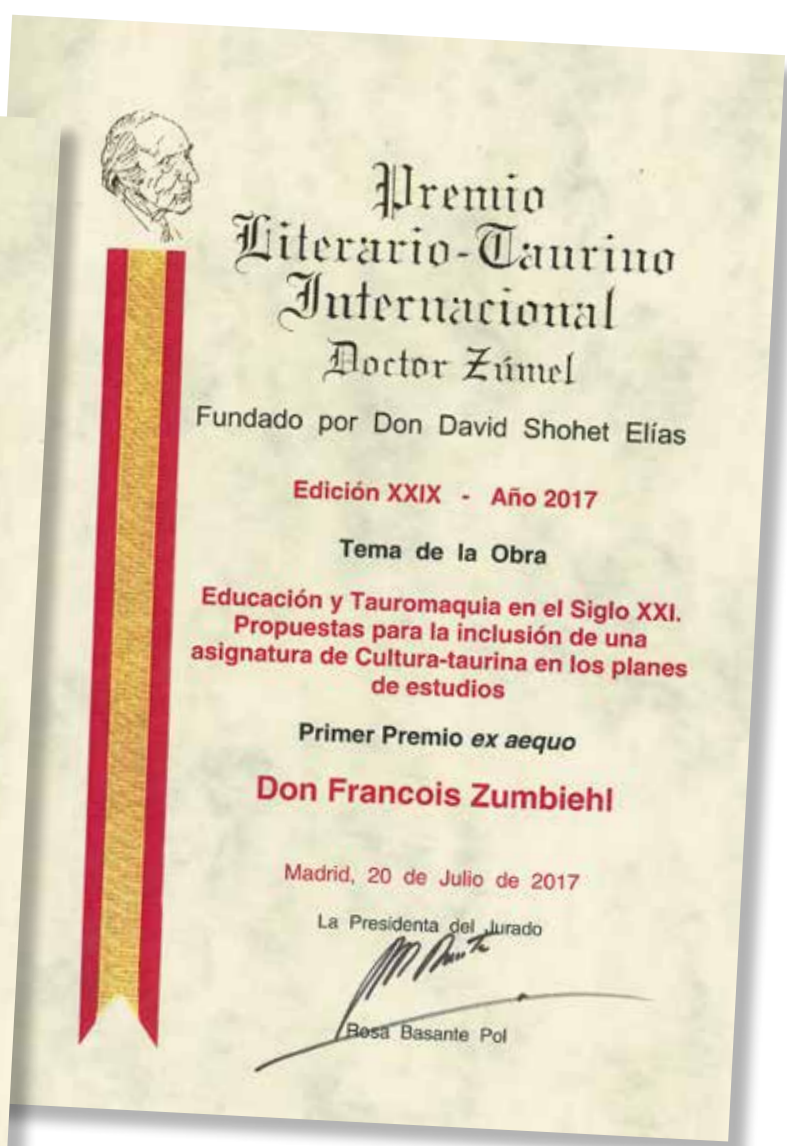 Premio
Literario-Taurino
Internacional
Doctor Zúmel
Fundado por Don David Shohet Elías
Edición XXIX - Año 2017
Tema de la Obra
Educación y Tauromaquia en el Siglo XXI.
Propuestas para la inclusión de una
asignatura de Cultura-taurina en los planes
de estudios
Primer Premio ex aequo
Don Francois Zumbiehl
Madrid, 20 de Julio de 2017
La Presidenta del Jurado
Rosa Basante Pol